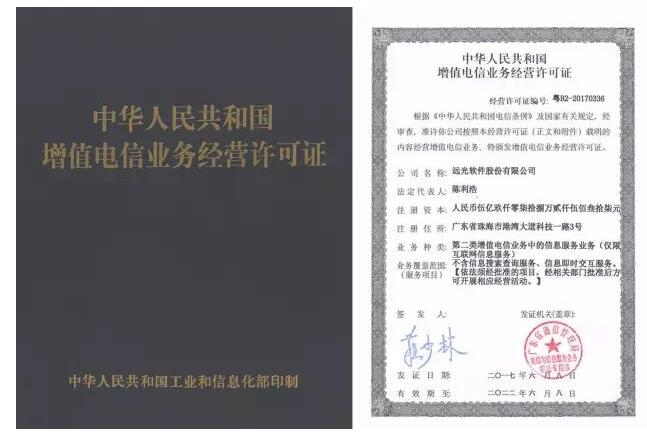 中华人民共和国
增值电信业务经营许可证
中华人民共和国工业和信息化部印制
中华人民共和国
增值电信业务经营许可证
经营许可证编号: 粤B2-20170336
根据《中华人民共和国电信条例》及国家有关规定，经
审查，准许你公司按照本经营许可证（正文和附件）载明的
内容经营增值电信业务、特颁发增值电信业务经营许可证。
公司名称: 远光软件股份有限公司
法定代表人: 陈利浩
注册资本: 人民币伍亿玖仟零柒拾捌万贰仟伍佰叁拾柒元
注册住所: 广东省珠海市港湾大道科技一路3号
业务种类: 第二类增值电信业务中的信息服务业务（仅限
互联网信息服务）
业务覆盖范围: 不含信息搜索查询服务、信息即时交互服务。
(服务项目) 【依法须经批准的项目，经相关部门批准后方
可开展相应经营活动。】
签发人: 发证机关(盖章):
广东省通信管理局
发证日期: 二〇一七年六月八日
有效期至: 二〇二二年六月八日